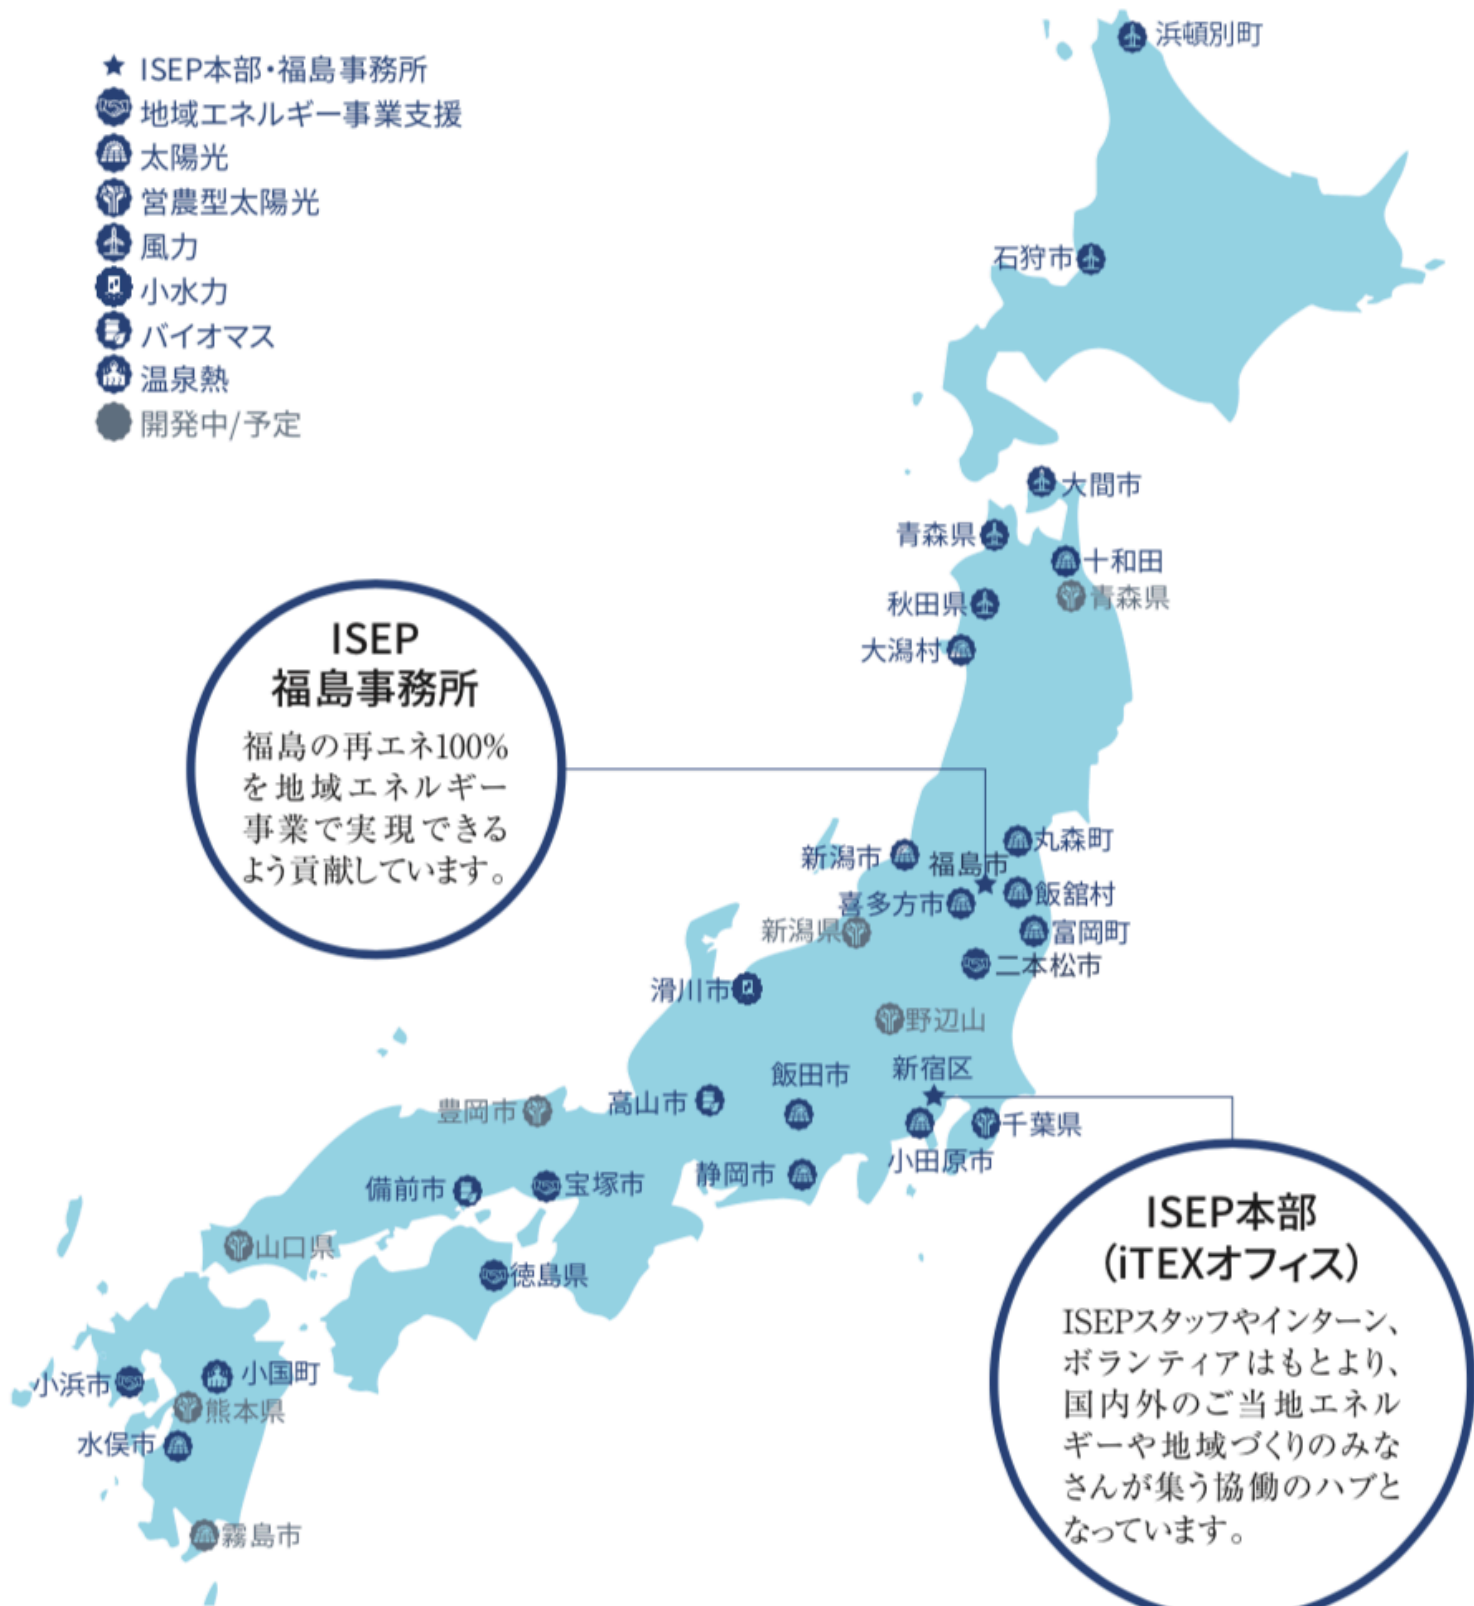 ISEP本部・福島事務所
地域エネルギー事業支援
太陽光
営農型太陽光
風力
小水力
バイオマス
温泉熱
開発中/予定
浜頓別町
石狩市
大間市
青森県
十和田
青森県
秋田県
大潟村
ISEP
福島事務所
福島の再エネ100%
を地域エネルギー
事業で実現できる
よう貢献しています。
丸森町
新潟市
福島市
飯舘村
喜多方市
新潟県
富岡町
二本松市
滑川市
野辺山
新宿区
飯田市
高山市
豊岡市
千葉県
小田原市
静岡市
宝塚市
備前市
山口県
徳島県
小国町
小浜市
熊本県
水俣市
霧島市
ISEP本部
（iTEXオフィス）
ISEPスタッフやインターン、
ボランティアはもとより、
国内外のご当地エネル
ギーや地域づくりのみな
さんが集う協働のハブと
なっています。